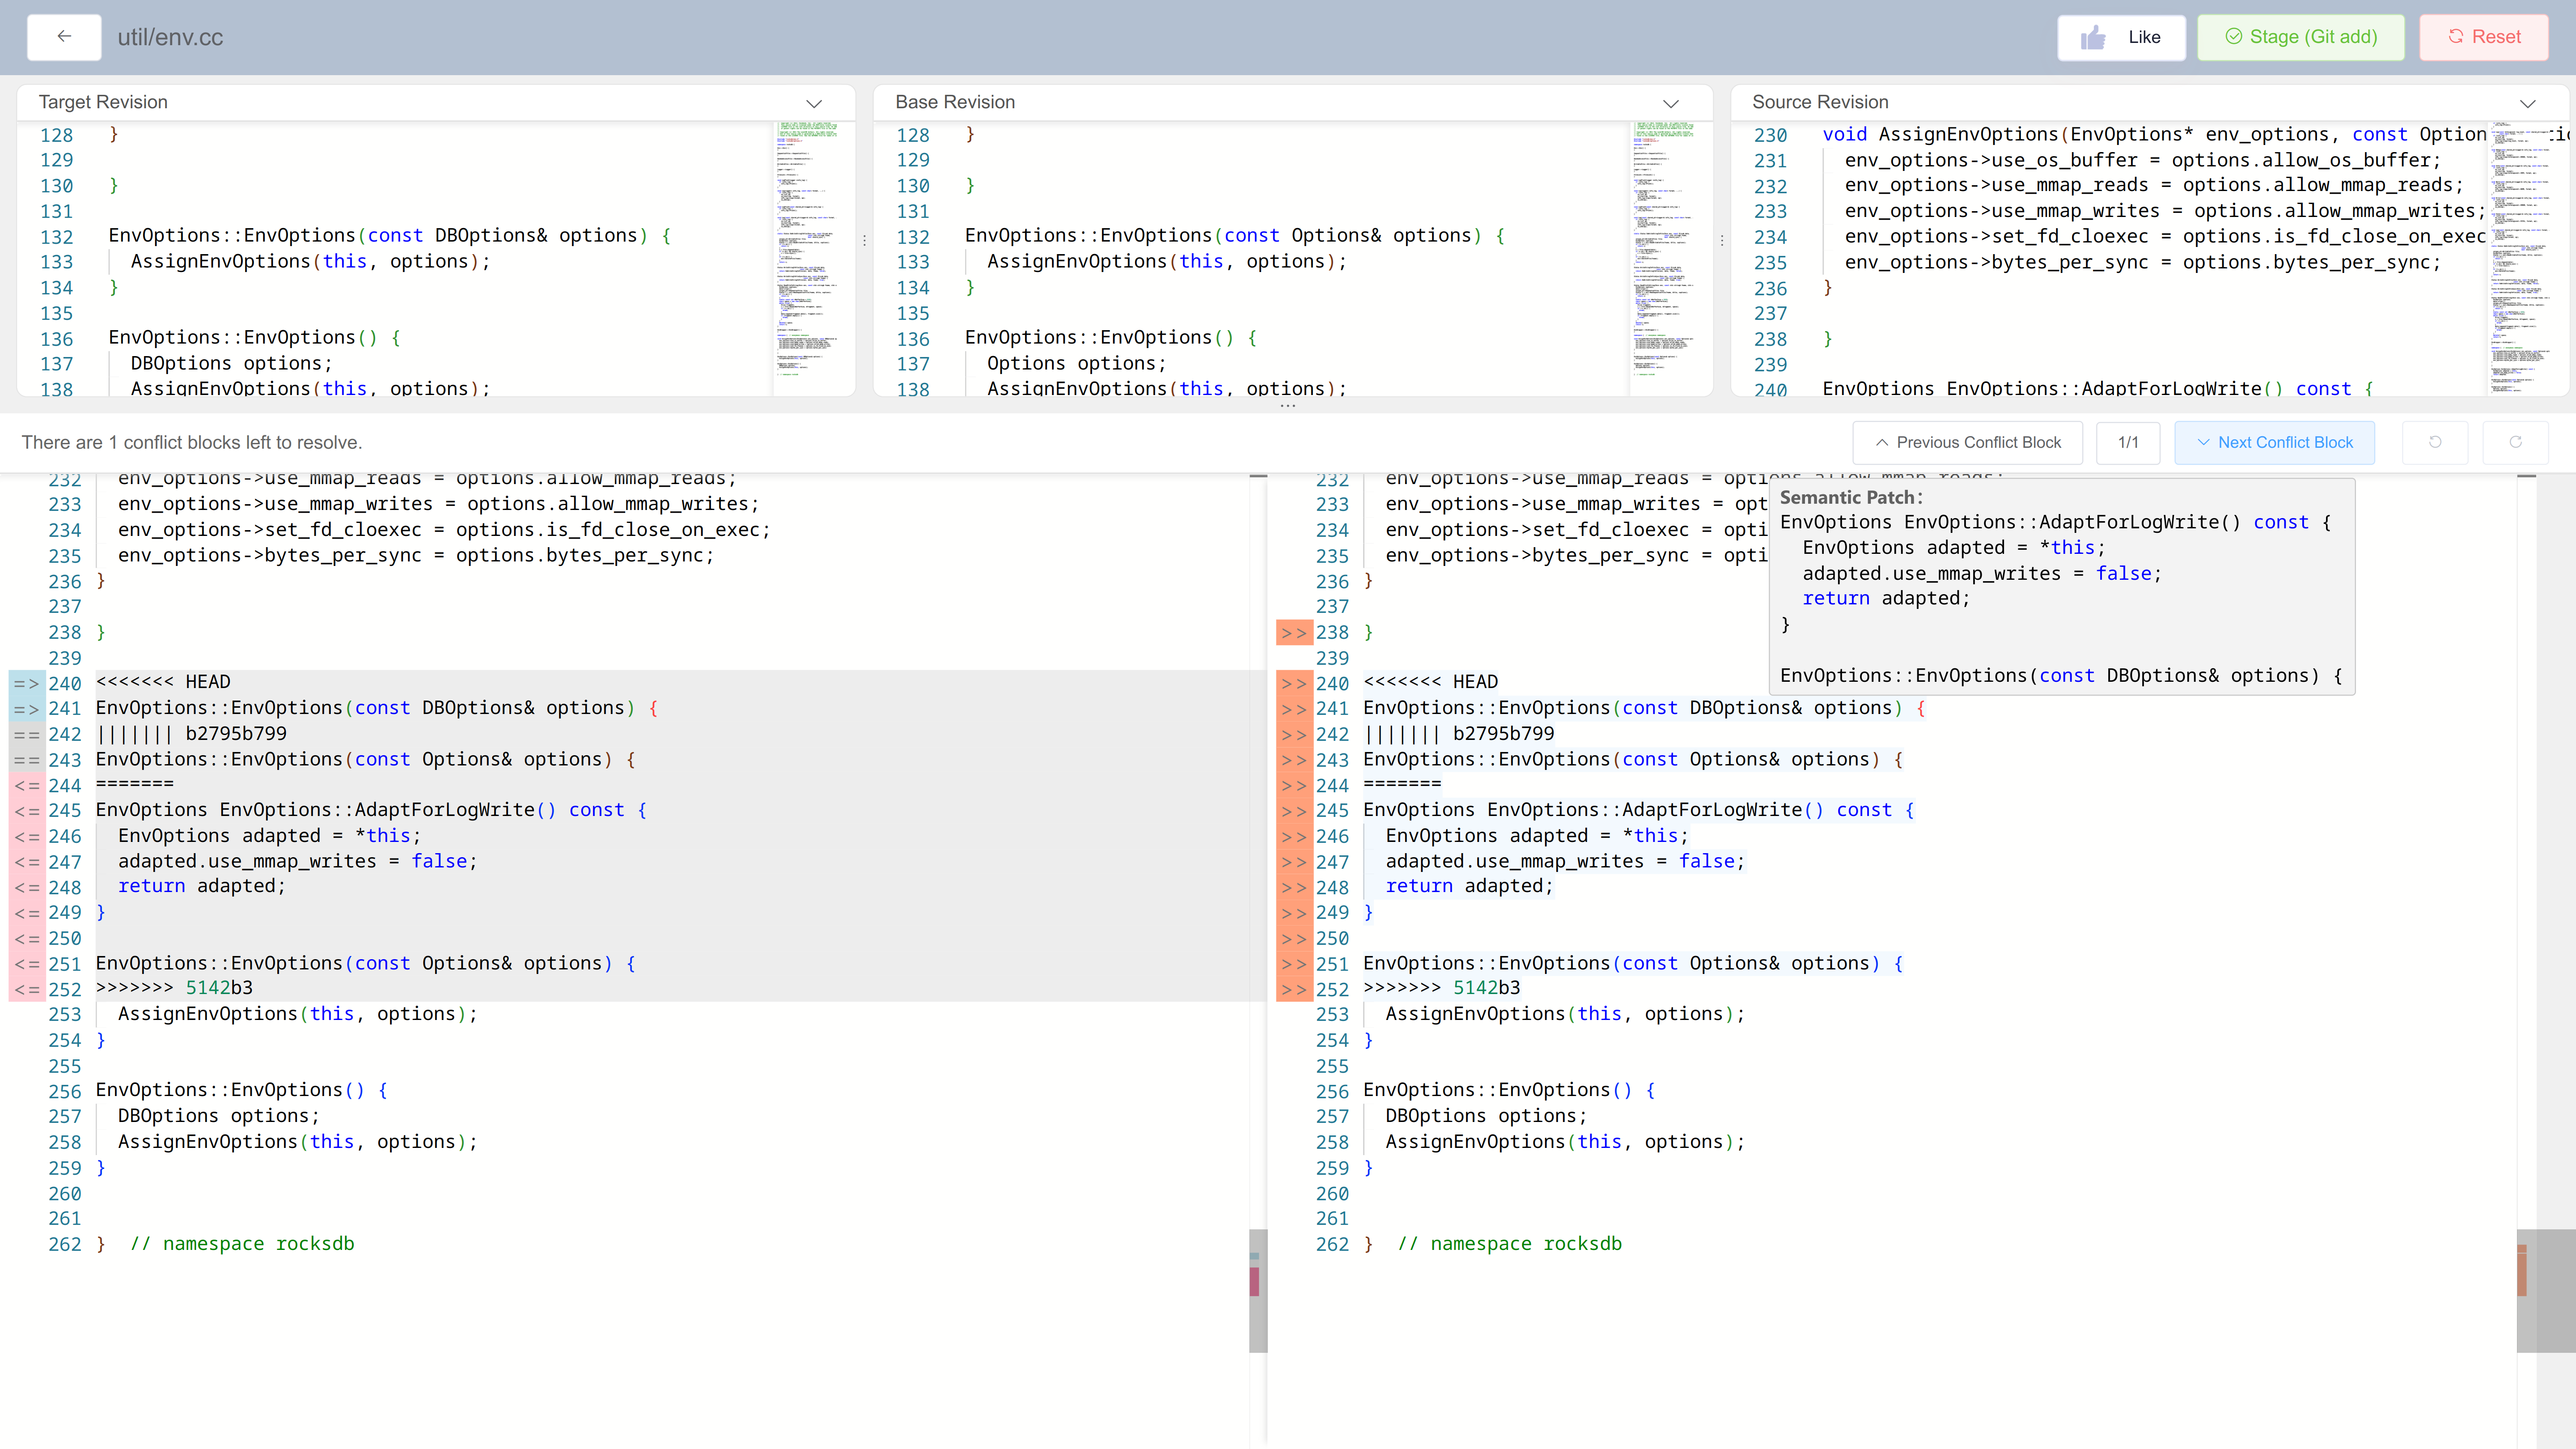 ← util/env.cc Like Stage (Git add) Reset
Target Revision
128 }
129
130 }
131
132 EnvOptions::EnvOptions(const DBOptions& options) {
133   AssignEnvOptions(this, options);
134 }
135
136 EnvOptions::EnvOptions() {
137   DBOptions options;
138   AssignEnvOptions(this, options);
Base Revision
128 }
129
130 }
131
132 EnvOptions::EnvOptions(const Options& options) {
133   AssignEnvOptions(this, options);
134 }
135
136 EnvOptions::EnvOptions() {
137   Options options;
138   AssignEnvOptions(this, options);
Source Revision
230 void AssignEnvOptions(EnvOptions* env_options, const Option
231   env_options->use_os_buffer = options.allow_os_buffer;
232   env_options->use_mmap_reads = options.allow_mmap_reads;
233   env_options->use_mmap_writes = options.allow_mmap_writes;
234   env_options->set_fd_cloexec = options.is_fd_close_on_exec
235   env_options->bytes_per_sync = options.bytes_per_sync;
236 }
237
238 }
239
240 EnvOptions EnvOptions::AdaptForLogWrite() const {
There are 1 conflict blocks left to resolve. Previous Conflict Block 1/1 Next Conflict Block
232   env_options->use_mmap_reads = options.allow_mmap_reads;
233   env_options->use_mmap_writes = options.allow_mmap_writes;
234   env_options->set_fd_cloexec = options.is_fd_close_on_exec;
235   env_options->bytes_per_sync = options.bytes_per_sync;
236 }
237
238 }
239
=> 240 <<<<<<< HEAD
=> 241 EnvOptions::EnvOptions(const DBOptions& options) {
== 242 ||||||| b2795b799
== 243 EnvOptions::EnvOptions(const Options& options) {
<= 244 =======
<= 245 EnvOptions EnvOptions::AdaptForLogWrite() const {
<= 246   EnvOptions adapted = *this;
<= 247   adapted.use_mmap_writes = false;
<= 248   return adapted;
<= 249 }
<= 250
<= 251 EnvOptions::EnvOptions(const Options& options) {
<= 252 >>>>>>> 5142b3
253   AssignEnvOptions(this, options);
254 }
255
256 EnvOptions::EnvOptions() {
257   DBOptions options;
258   AssignEnvOptions(this, options);
259 }
260
261
262 }  // namespace rocksdb
232   env_options->use_mmap_reads = options.allow_mmap_reads;
233   env_options->use_mmap_writes = opt
234   env_options->set_fd_cloexec = opti
235   env_options->bytes_per_sync = opti
236 }
237
>> 238 }
239
>> 240 <<<<<<< HEAD
>> 241 EnvOptions::EnvOptions(const DBOptions& options) {
>> 242 ||||||| b2795b799
>> 243 EnvOptions::EnvOptions(const Options& options) {
>> 244 =======
>> 245 EnvOptions EnvOptions::AdaptForLogWrite() const {
>> 246   EnvOptions adapted = *this;
>> 247   adapted.use_mmap_writes = false;
>> 248   return adapted;
>> 249 }
>> 250
>> 251 EnvOptions::EnvOptions(const Options& options) {
>> 252 >>>>>>> 5142b3
253   AssignEnvOptions(this, options);
254 }
255
256 EnvOptions::EnvOptions() {
257   DBOptions options;
258   AssignEnvOptions(this, options);
259 }
260
261
262 }  // namespace rocksdb
Semantic Patch:
EnvOptions EnvOptions::AdaptForLogWrite() const {
  EnvOptions adapted = *this;
  adapted.use_mmap_writes = false;
  return adapted;
}
EnvOptions::EnvOptions(const DBOptions& options) {